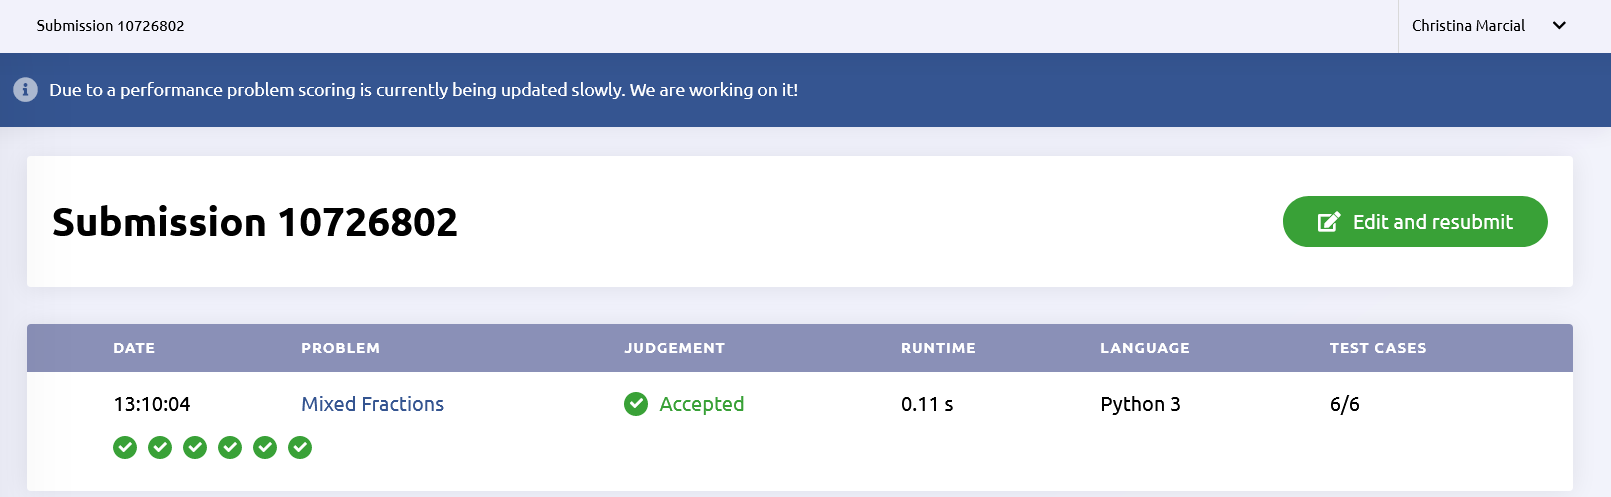 Submission 10726802
Christina Marcial
Due to a performance problem scoring is currently being updated slowly. We are working on it!
Submission 10726802
Edit and resubmit
DATE PROBLEM JUDGEMENT RUNTIME LANGUAGE TEST CASES
13:10:04 Mixed Fractions Accepted 0.11 s Python 3 6/6